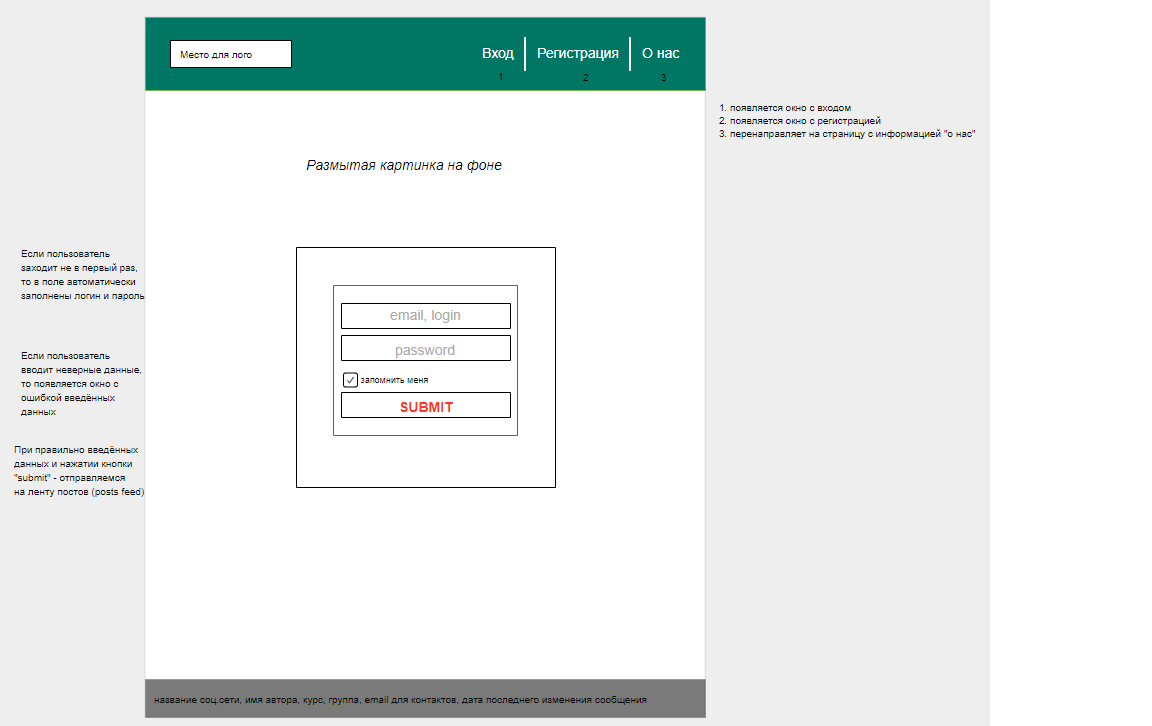 Место для лого
Вход
Регистрация
О нас
1
2
3
1. появляется окно с входом
2. появляется окно с регистрацией
3. перенаправляет на страницу с информацией "о нас"
Размытая картинка на фоне
Если пользователь
заходит не в первый раз,
то в поле автоматически
заполнены логин и пароль
email, login
password
запомнить меня
SUBMIT
Если пользователь
вводит неверные данные,
то появляется окно с
ошибкой введённых
данных
При правильно введённых
данных и нажатии кнопки
"submit" - отправляемся
на ленту постов (posts feed)
название соц.сети, имя автора, курс, группа, email для контактов, дата последнего изменения сообщения